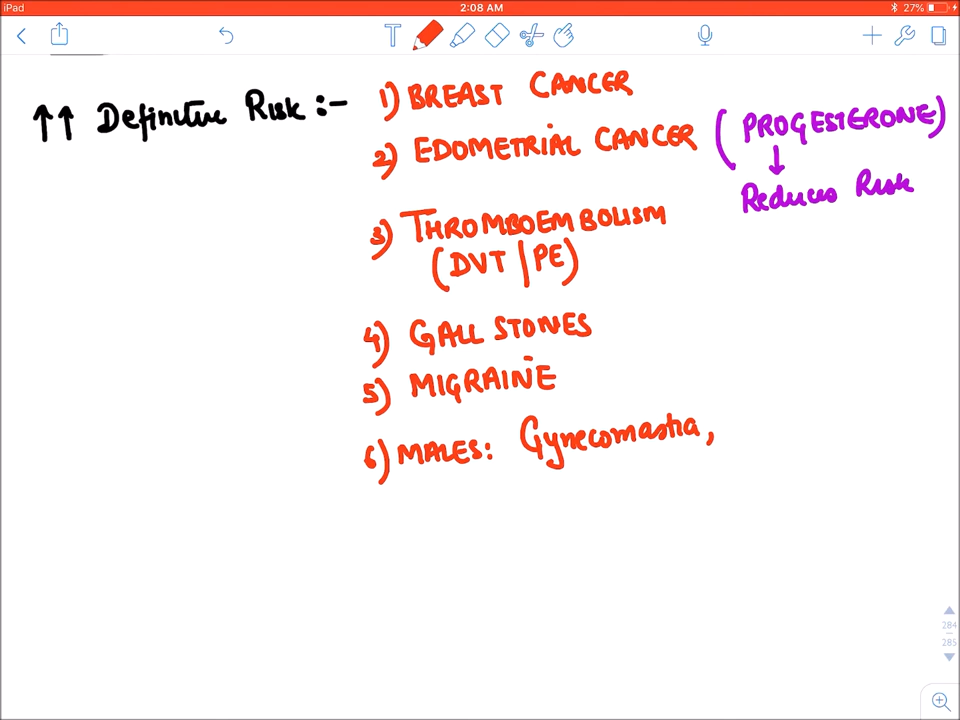 iPad 2:08 AM 27%
T
↑↑ Definitive Risk :-
1) BREAST CANCER
2) EDOMETRIAL CANCER (PROGESTERONE)
↓
Reduces Risk
3) THROMBOEMBOLISM
(DVT | PE)
4) GALL STONES
5) MIGRAINE
6) MALES: Gynecomastia,
284
285